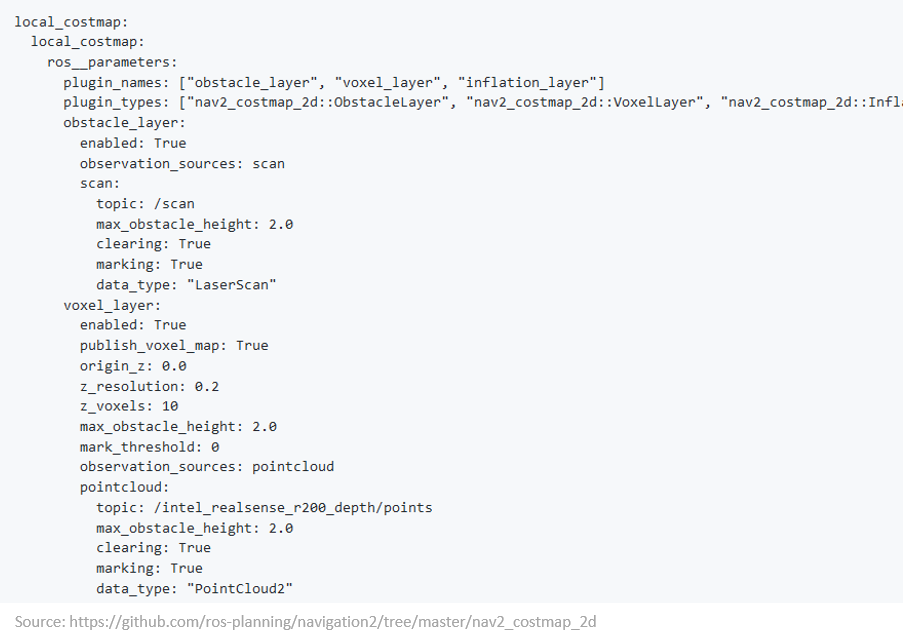 local_costmap:
  local_costmap:
    ros__parameters:
      plugin_names: ["obstacle_layer", "voxel_layer", "inflation_layer"]
      plugin_types: ["nav2_costmap_2d::ObstacleLayer", "nav2_costmap_2d::VoxelLayer", "nav2_costmap_2d::Infl
      obstacle_layer:
        enabled: True
        observation_sources: scan
        scan:
          topic: /scan
          max_obstacle_height: 2.0
          clearing: True
          marking: True
          data_type: "LaserScan"
      voxel_layer:
        enabled: True
        publish_voxel_map: True
        origin_z: 0.0
        z_resolution: 0.2
        z_voxels: 10
        max_obstacle_height: 2.0
        mark_threshold: 0
        observation_sources: pointcloud
        pointcloud:
          topic: /intel_realsense_r200_depth/points
          max_obstacle_height: 2.0
          clearing: True
          marking: True
          data_type: "PointCloud2"
Source: https://github.com/ros-planning/navigation2/tree/master/nav2_costmap_2d